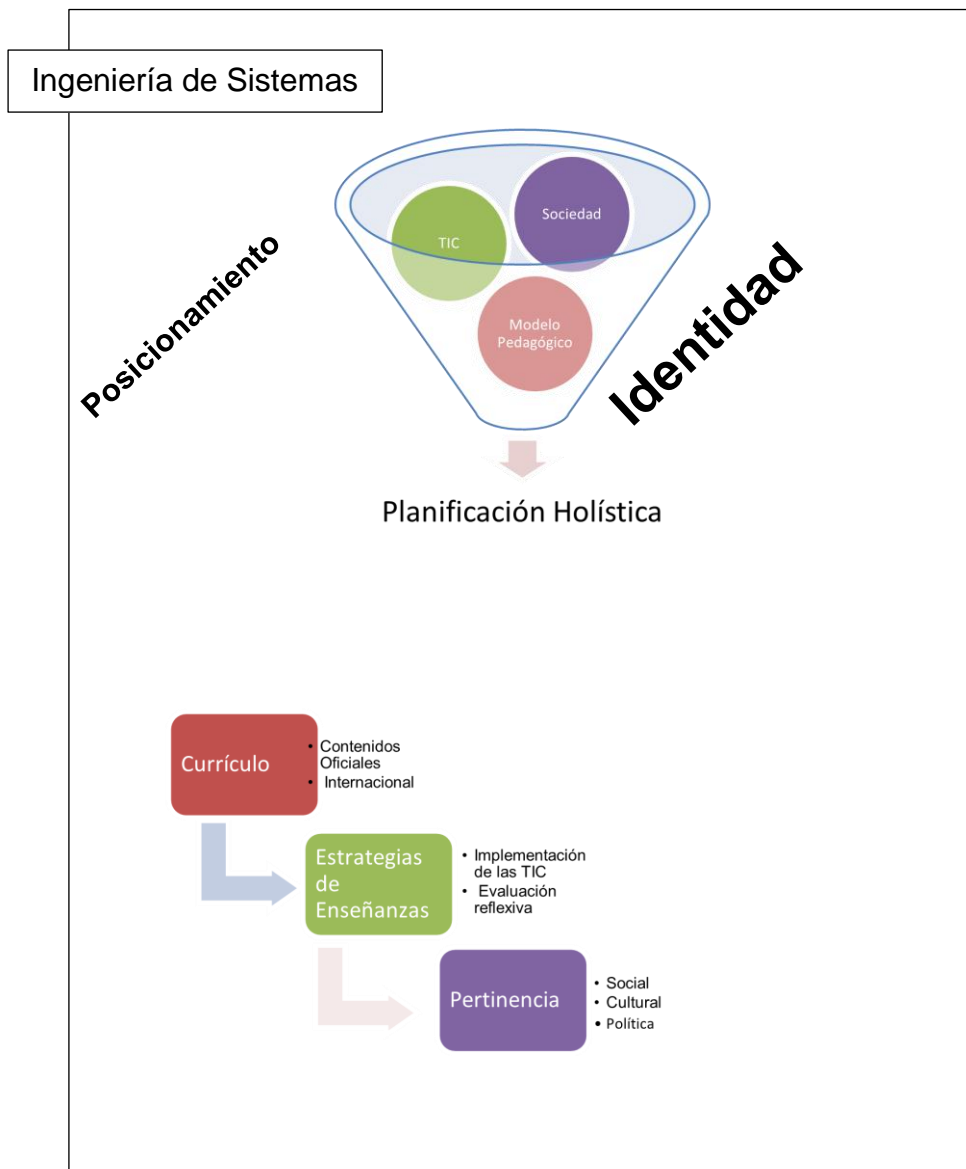 Ingeniería de Sistemas
Sociedad
TIC
Modelo
Pedagógico
Posicionamiento
Identidad
Planificación Holística
Currículo
• Contenidos
Oficiales
• Internacional
Estrategias
de
Enseñanzas
• Implementación
de las TIC
• Evaluación
reflexiva
Pertinencia
• Social
• Cultural
• Política